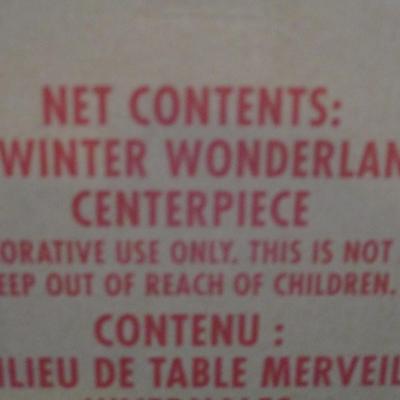 NET CONTENTS:
WINTER WONDERLAN
CENTERPIECE
ORATIVE USE ONLY. THIS IS NOT
EEP OUT OF REACH OF CHILDREN.
CONTENU :
ILIEU DE TABLE MERVEIL